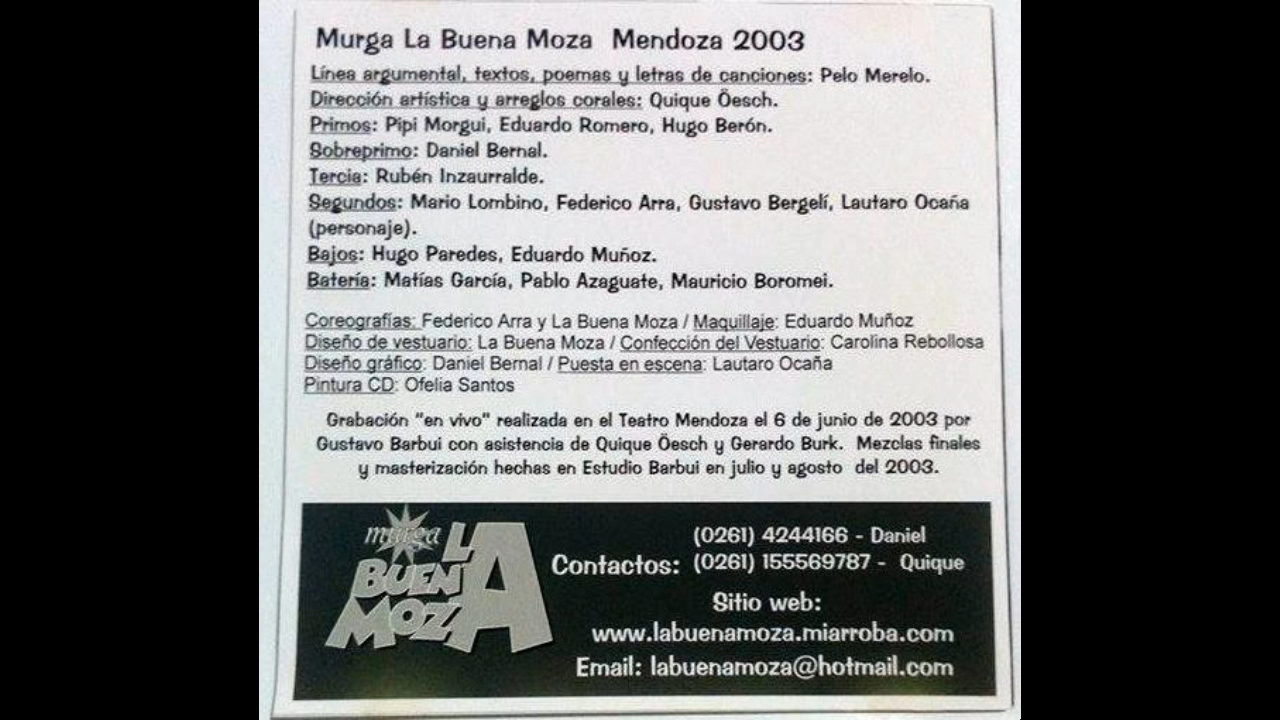 Murga La Buena Moza Mendoza 2003
Línea argumental, textos, poemas y letras de canciones: Pelo Merelo.
Dirección artística y arreglos corales: Quique Öesch.
Primos: Pipi Morgui, Eduardo Romero, Hugo Berón.
Sobreprimo: Daniel Bernal.
Tercia: Rubén Inzaurralde.
Segundos: Mario Lombino, Federico Arra, Gustavo Bergelí, Lautaro Ocaña
(personaje).
Bajos: Hugo Paredes, Eduardo Muñoz.
Batería: Matías García, Pablo Azaguate, Mauricio Boromei.
Coreografías: Federico Arra y La Buena Moza / Maquillaje: Eduardo Muñoz
Diseño de vestuario: La Buena Moza / Confección del Vestuario: Carolina Rebollosa
Diseño gráfico: Daniel Bernal / Puesta en escena: Lautaro Ocaña
Pintura CD: Ofelia Santos
Grabación "en vivo" realizada en el Teatro Mendoza el 6 de junio de 2003 por
Gustavo Barbui con asistencia de Quique Öesch y Gerardo Burk. Mezclas finales
y masterización hechas en Estudio Barbui en julio y agosto del 2003.
murga
LA
BUENA
MOZA
Contactos:
(0261) 4244166 - Daniel
(0261) 155569787 - Quique
Sitio web:
www.labuenamoza.miarroba.com
Email: labuenamoza@hotmail.com